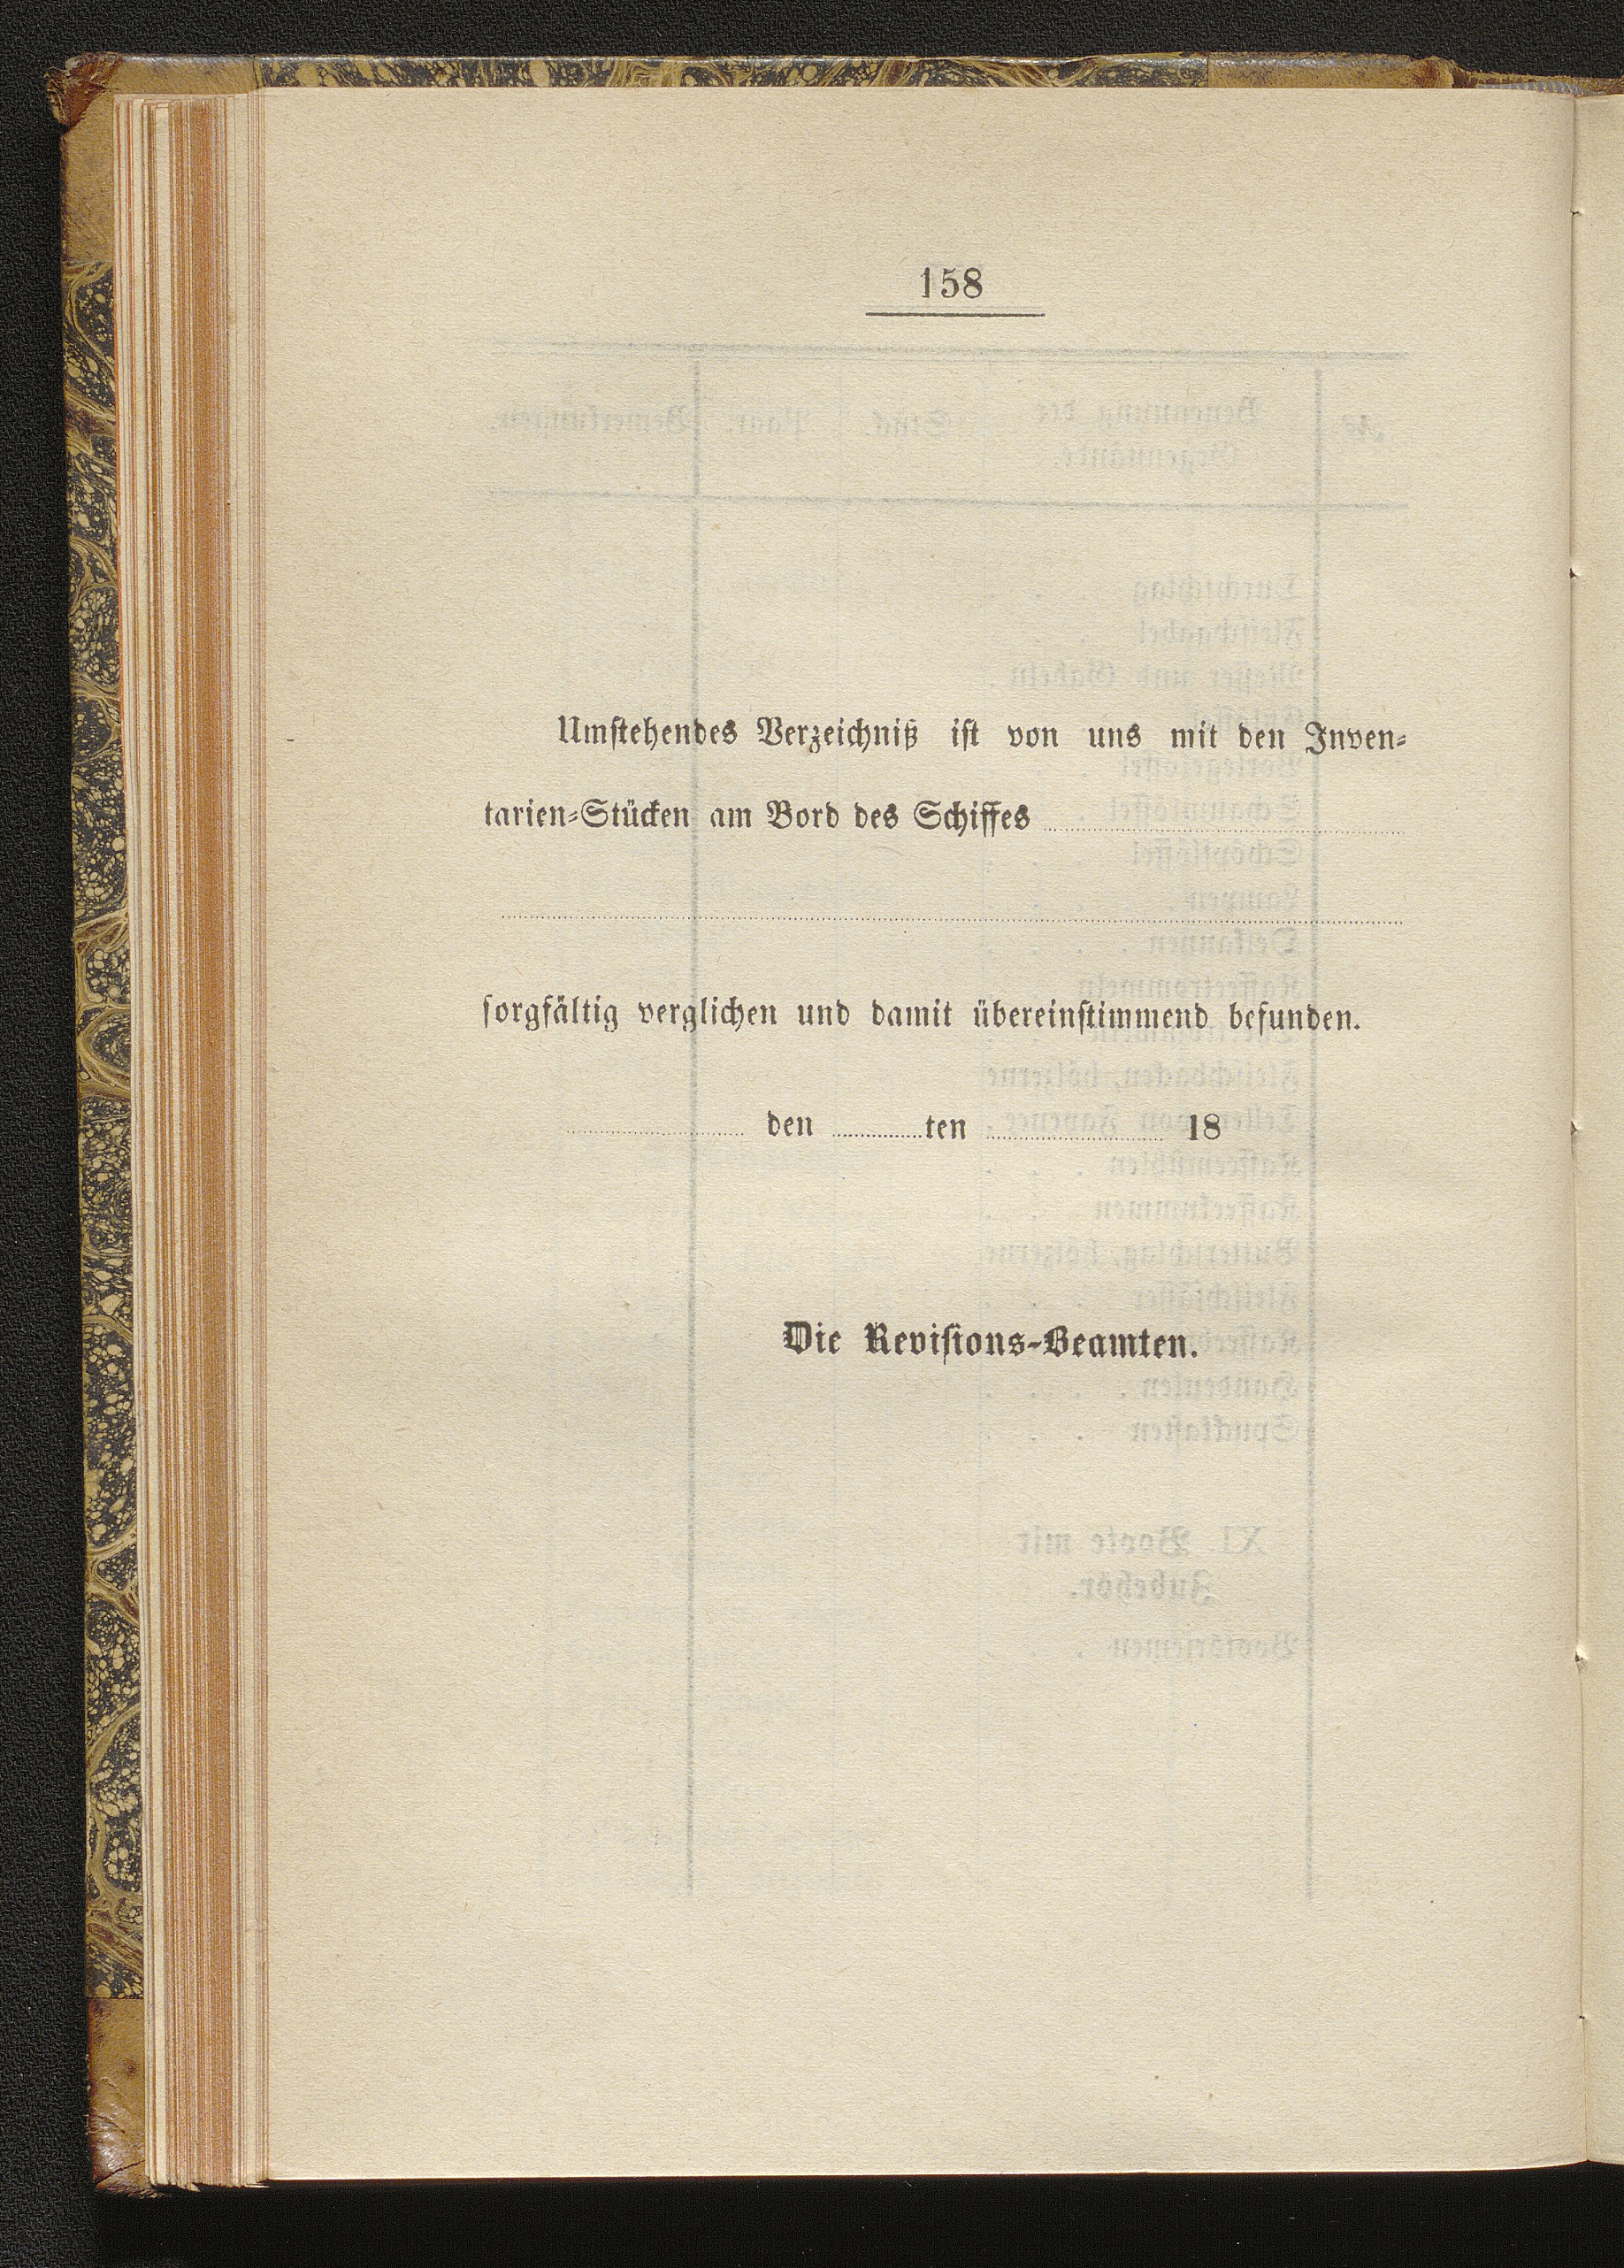 158
Umstehendes Verzeichniß ist von uns mit den Inven-
tarien-Stücken am Bord des Schiffes
sorgfältig verglichen und damit übereinstimmend befunden.
den ten 18
Die Revisions-Beamten.